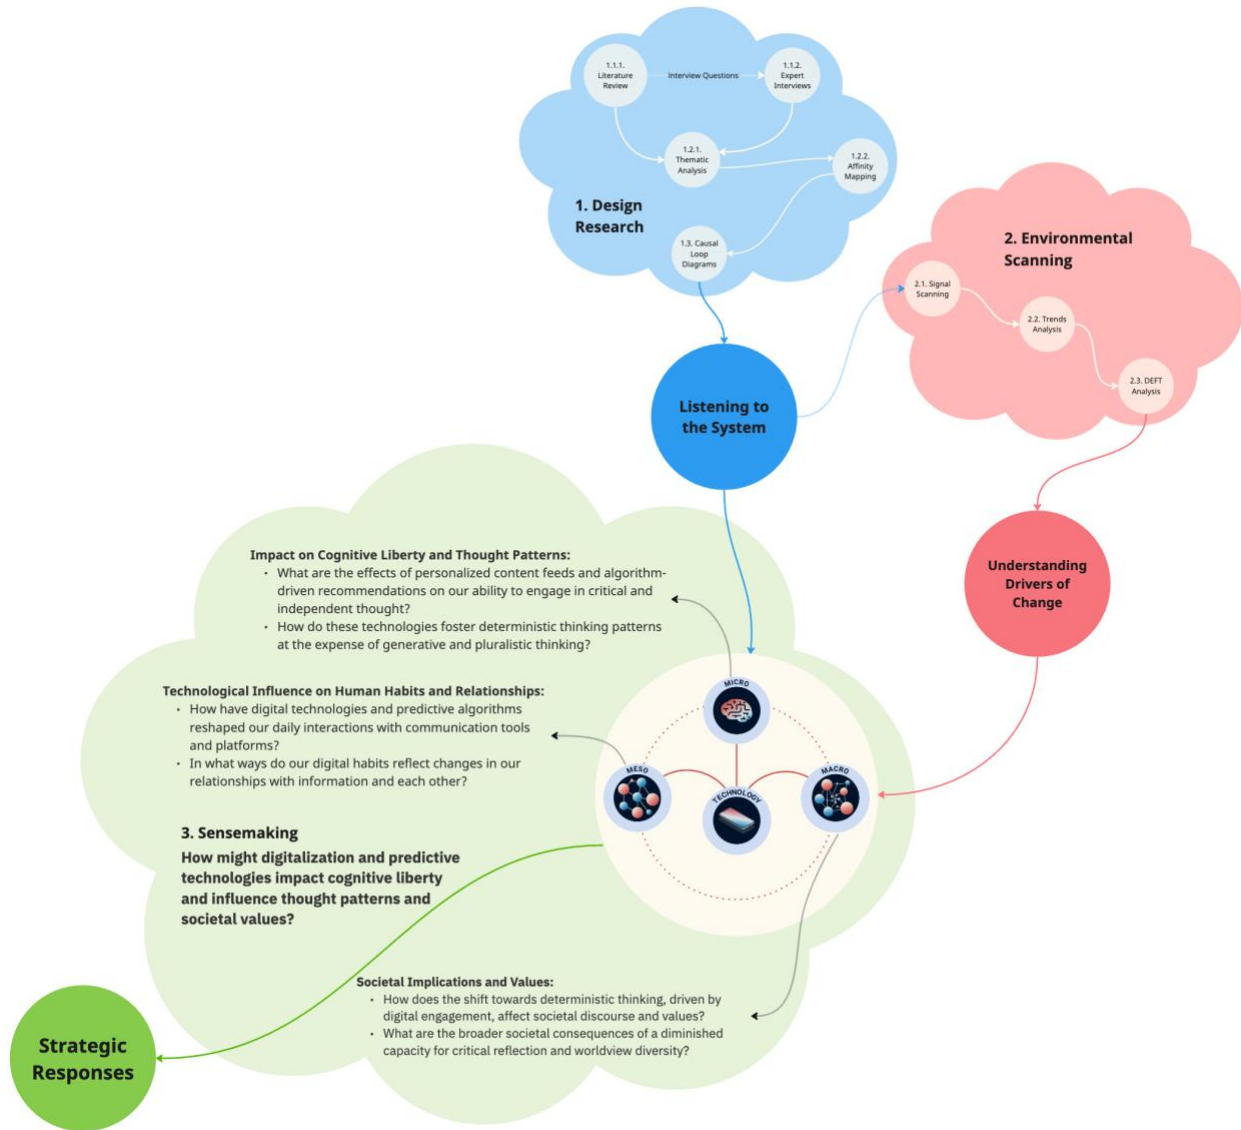 1.1.1.
Literature
Review
Interview Questions
1.1.2.
Expert
Interviews
1.2.1.
Thematic
Analysis
1.2.2.
Affinity
Mapping
1. Design
Research
1.3. Causal
Loop
Diagrams
2. Environmental
Scanning
2.1. Signal
Scanning
2.2. Trends
Analysis
2.3. DEFT
Analysis
Listening to
the System
Understanding
Drivers of
Change
Impact on Cognitive Liberty and Thought Patterns:
• What are the effects of personalized content feeds and algorithm-
driven recommendations on our ability to engage in critical and
independent thought?
• How do these technologies foster deterministic thinking patterns
at the expense of generative and pluralistic thinking?
Technological Influence on Human Habits and Relationships:
• How have digital technologies and predictive algorithms
reshaped our daily interactions with communication tools
and platforms?
• In what ways do our digital habits reflect changes in our
relationships with information and each other?
MICRO
MESO
TECHNOLOGY
MACRO
3. Sensemaking
How might digitalization and predictive
technologies impact cognitive liberty
and influence thought patterns and
societal values?
Societal Implications and Values:
• How does the shift towards deterministic thinking, driven by
digital engagement, affect societal discourse and values?
• What are the broader societal consequences of a diminished
capacity for critical reflection and worldview diversity?
Strategic
Responses